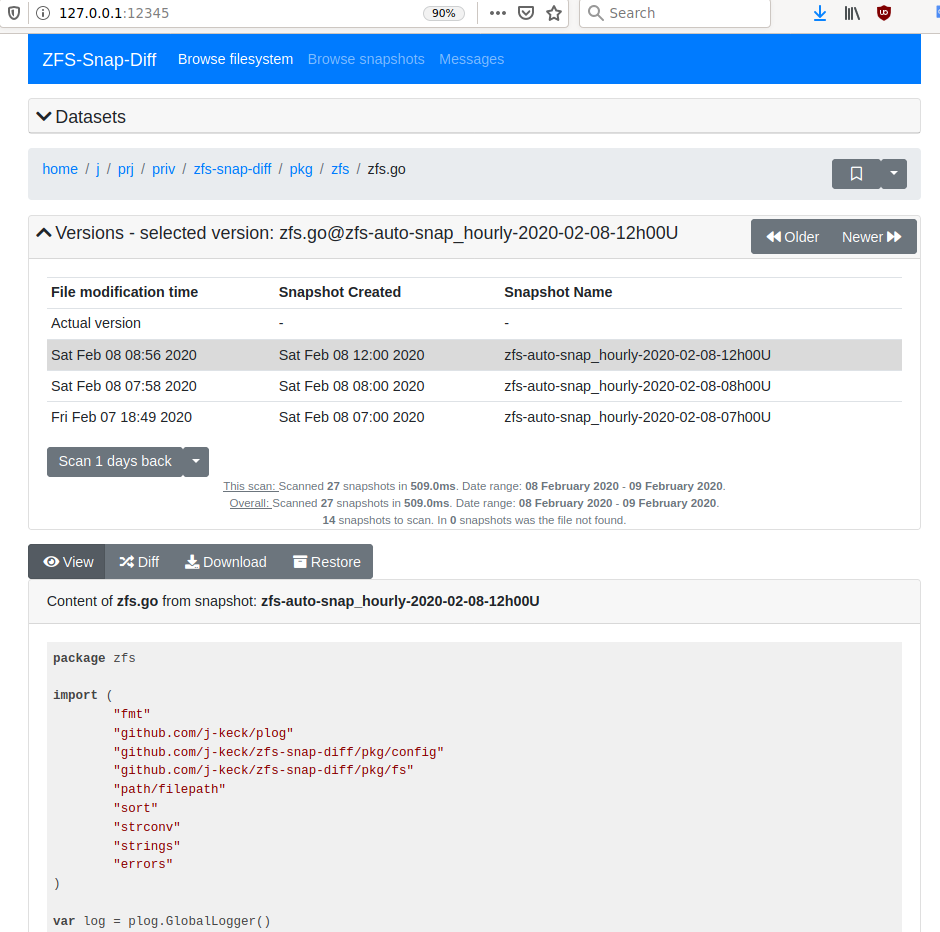 127.0.0.1:12345 90% Search
ZFS-Snap-Diff Browse filesystem Browse snapshots Messages
Datasets
home / j / prj / priv / zfs-snap-diff / pkg / zfs / zfs.go
Versions - selected version: zfs.go@zfs-auto-snap_hourly-2020-02-08-12h00U Older Newer
File modification time Snapshot Created Snapshot Name
Actual version - -
Sat Feb 08 08:56 2020 Sat Feb 08 12:00 2020 zfs-auto-snap_hourly-2020-02-08-12h00U
Sat Feb 08 07:58 2020 Sat Feb 08 08:00 2020 zfs-auto-snap_hourly-2020-02-08-08h00U
Fri Feb 07 18:49 2020 Sat Feb 08 07:00 2020 zfs-auto-snap_hourly-2020-02-08-07h00U
Scan 1 days back
This scan: Scanned 27 snapshots in 509.0ms. Date range: 08 February 2020 - 09 February 2020.
Overall: Scanned 27 snapshots in 509.0ms. Date range: 08 February 2020 - 09 February 2020.
14 snapshots to scan. In 0 snapshots was the file not found.
View Diff Download Restore
Content of zfs.go from snapshot: zfs-auto-snap_hourly-2020-02-08-12h00U
package zfs
import (
"fmt"
"github.com/j-keck/plog"
"github.com/j-keck/zfs-snap-diff/pkg/config"
"github.com/j-keck/zfs-snap-diff/pkg/fs"
"path/filepath"
"sort"
"strconv"
"strings"
"errors"
)
var log = plog.GlobalLogger()